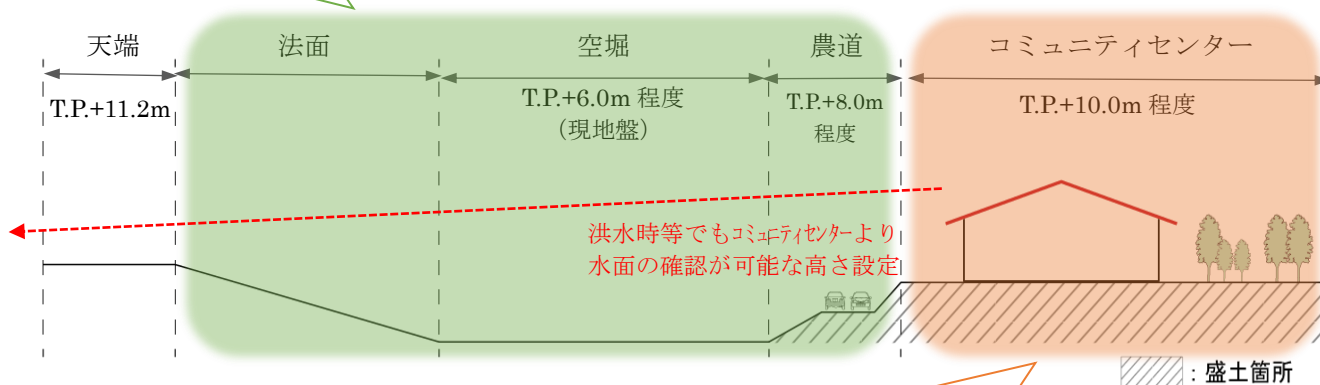 天端
法面
空堀
農道
コミュニティセンター
T.P.+11.2m
T.P.+6.0m 程度
（現地盤）
T.P.+8.0m
程度
T.P.+10.0m 程度
洪水時等でもコミュニティセンターより
水面の確認が可能な高さ設定
：盛土箇所